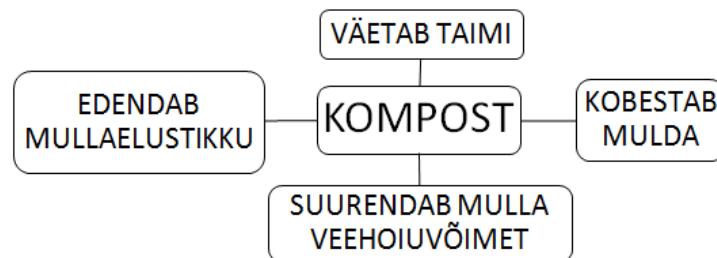 VÄETAB TAIMI
EDENDAB
MULLAELUSTIKKU
KOMPOST
KOBESTAB
MULDA
SUURENDAB MULLA
VEEHOIUVÕIMET